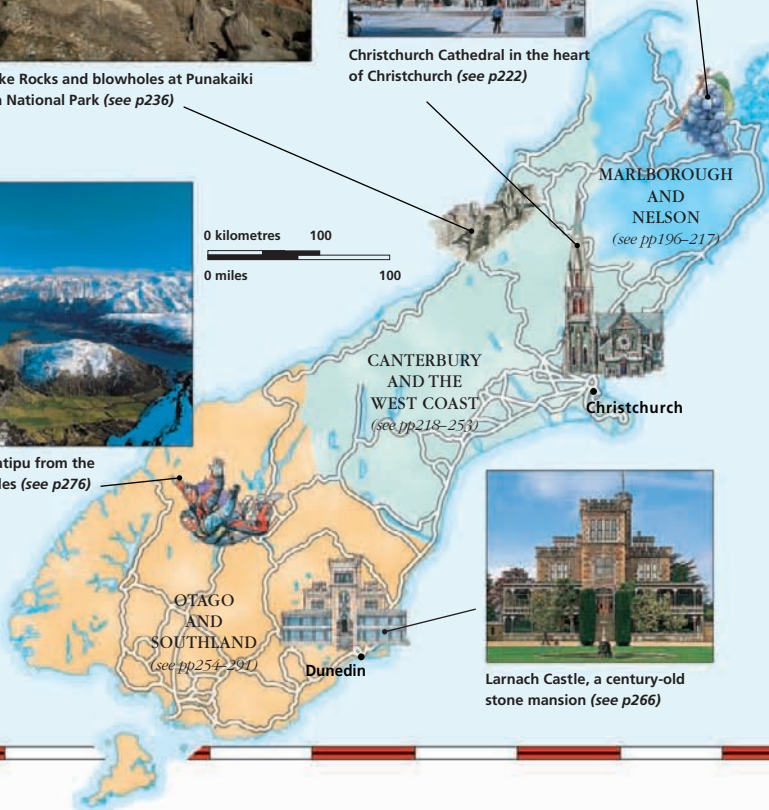 ke Rocks and blowholes at Punakaiki
National Park (see p236)
Christchurch Cathedral in the heart
of Christchurch (see p222)
MARLBOROUGH
AND
NELSON
(see pp196–217)
0 kilometres 100
0 miles 100
CANTERBURY
AND THE
WEST COAST
(see pp218–253)
Christchurch
tipu from the
les (see p276)
OTAGO
AND
SOUTHLAND
(see pp254–291)
Dunedin
Larnach Castle, a century-old
stone mansion (see p266)